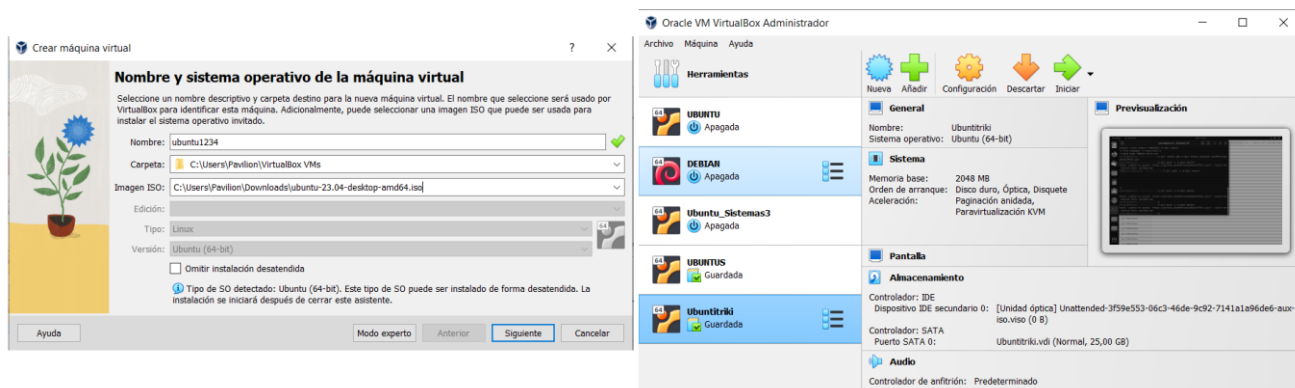 Crear máquina virtual
Nombre y sistema operativo de la máquina virtual
Seleccione un nombre descriptivo y carpeta destino para la nueva máquina virtual. El nombre que seleccione será usado por
VirtualBox para identificar esta máquina. Adicionalmente, puede seleccionar una imagen ISO que puede ser usada para
instalar el sistema operativo invitado.
Nombre: ubuntu1234
Carpeta: C:\Users\Pavilion\VirtualBox VMs
Imagen ISO: C:\Users\Pavilion\Downloads\ubuntu-23.04-desktop-amd64.iso
Edición:
Tipo: Linux
64
Versión: Ubuntu (64-bit)
Omitir instalación desatendida
Tipo de SO detectado: Ubuntu (64-bit). Este tipo de SO puede ser instalado de forma desatendida. La
instalación se iniciará después de cerrar este asistente.
Ayuda Modo experto Anterior Siguiente Cancelar
Oracle VM VirtualBox Administrador
Archivo Máquina Ayuda
Herramientas
64 UBUNTU
Apagada
64 DEBIAN
Apagada
64 Ubuntu_Sistemas3
Apagada
64 UBUNTUS
Guardada
64 Ubuntitriki
Guardada
Nueva Añadir Configuración Descartar Iniciar
General
Nombre: Ubuntitriki
Sistema operativo: Ubuntu (64-bit)
Sistema
Memoria base: 2048 MB
Orden de arranque: Disco duro, Óptica, Disquete
Aceleración: Paginación anidada,
Paravirtualización KVM
Previsualización
Pantalla
Almacenamiento
Controlador: IDE
Dispositivo IDE secundario 0: [Unidad óptica] Unattended-3f59e553-06c3-46de-9c92-7141a1a96de6-aux-
iso.viso (0 B)
Controlador: SATA
Puerto SATA 0: Ubuntitriki.vdi (Normal, 25,00 GB)
Audio
Controlador de anfitrión: Predeterminado